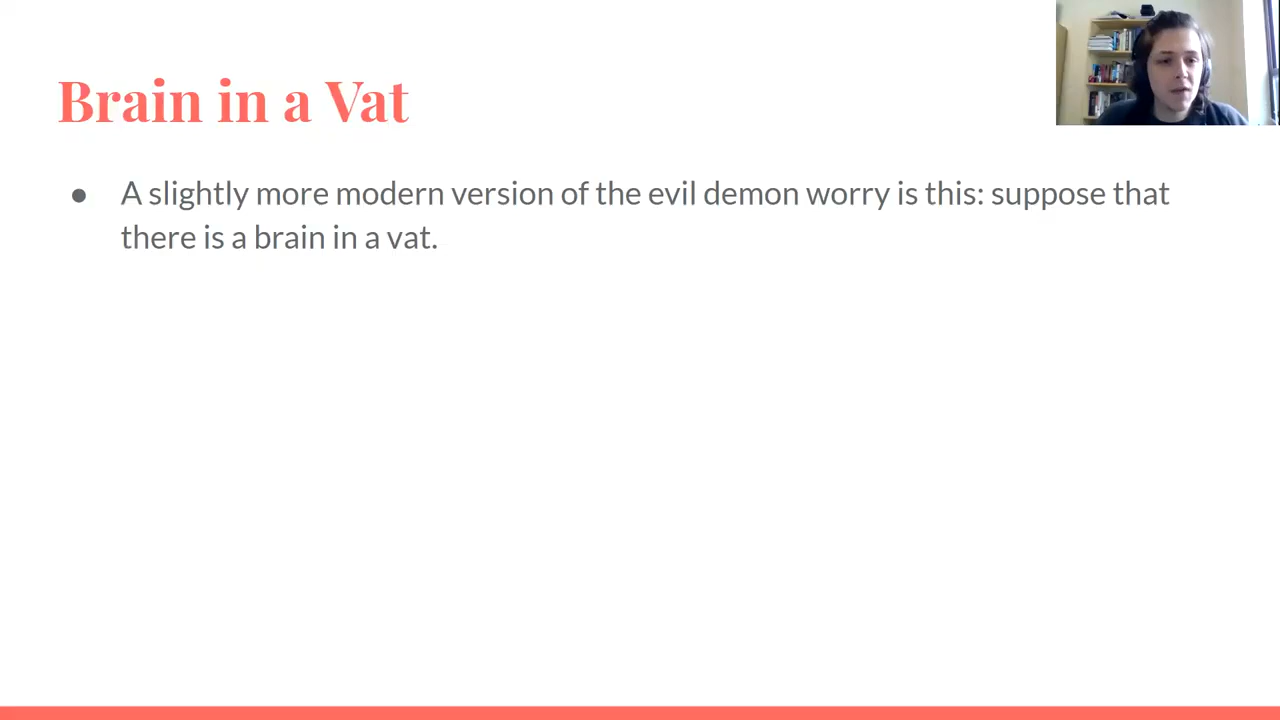 Brain in a Vat
● A slightly more modern version of the evil demon worry is this: suppose that
there is a brain in a vat.